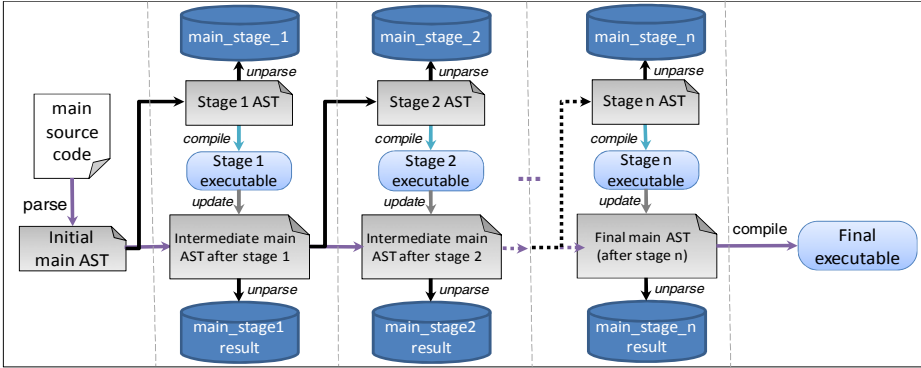 main_stage_1
main_stage_2
main_stage_n
unparse
unparse
unparse
Stage 1 AST
Stage 2 AST
Stage n AST
main
source
code
compile
compile
compile
Stage 1
executable
Stage 2
executable
Stage n
executable
parse
update
update
update
Initial
main AST
Intermediate main
AST after stage 1
Intermediate main
AST after stage 2
Final main AST
(after stage n)
compile
Final
executable
unparse
unparse
unparse
main_stage1
result
main_stage2
result
main_stage_n
result